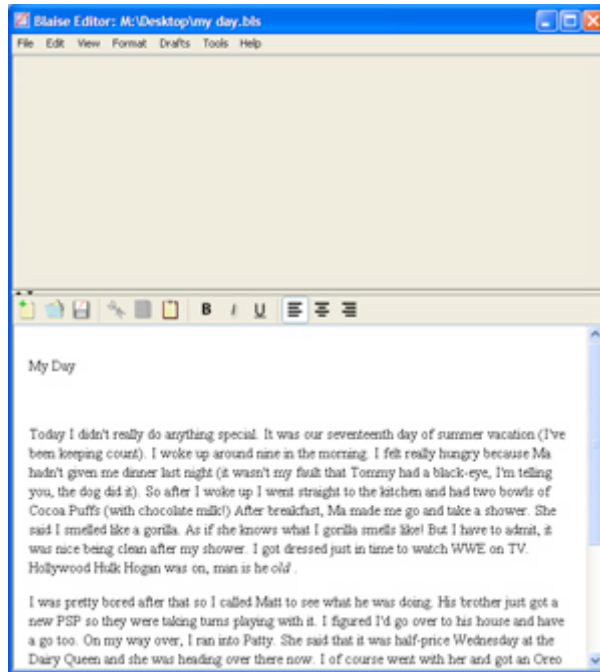 Blaise Editor: M:\Desktop\my day.bls
File Edit View Format Drafts Tools Help
B I U
My Day
Today I didn't really do anything special. It was our seventeenth day of summer vacation (I've
been keeping count). I woke up around nine in the morning. I felt really hungry because Ma
hadn't given me dinner last night (it wasn't my fault that Tommy had a black-eye, I'm telling
you, the dog did it). So after I woke up I went straight to the kitchen and had two bowls of
Cocoa Puffs (with chocolate milk!) After breakfast, Ma made me go and take a shower. She
said I smelled like a gorilla. As if she knows what I gorilla smells like! But I have to admit, it
was nice being clean after my shower. I got dressed just in time to watch WWE on TV.
Hollywood Hulk Hogan was on, man is he old .
I was pretty bored after that so I called Matt to see what he was doing. His brother just got a
new PSP so they were taking turns playing with it. I figured I'd go over to his house and have
a go too. On my way over, I ran into Patty. She said that it was half-price Wednesday at the
Dairy Queen and she was heading over there now. I of course went with her and got an Oreo